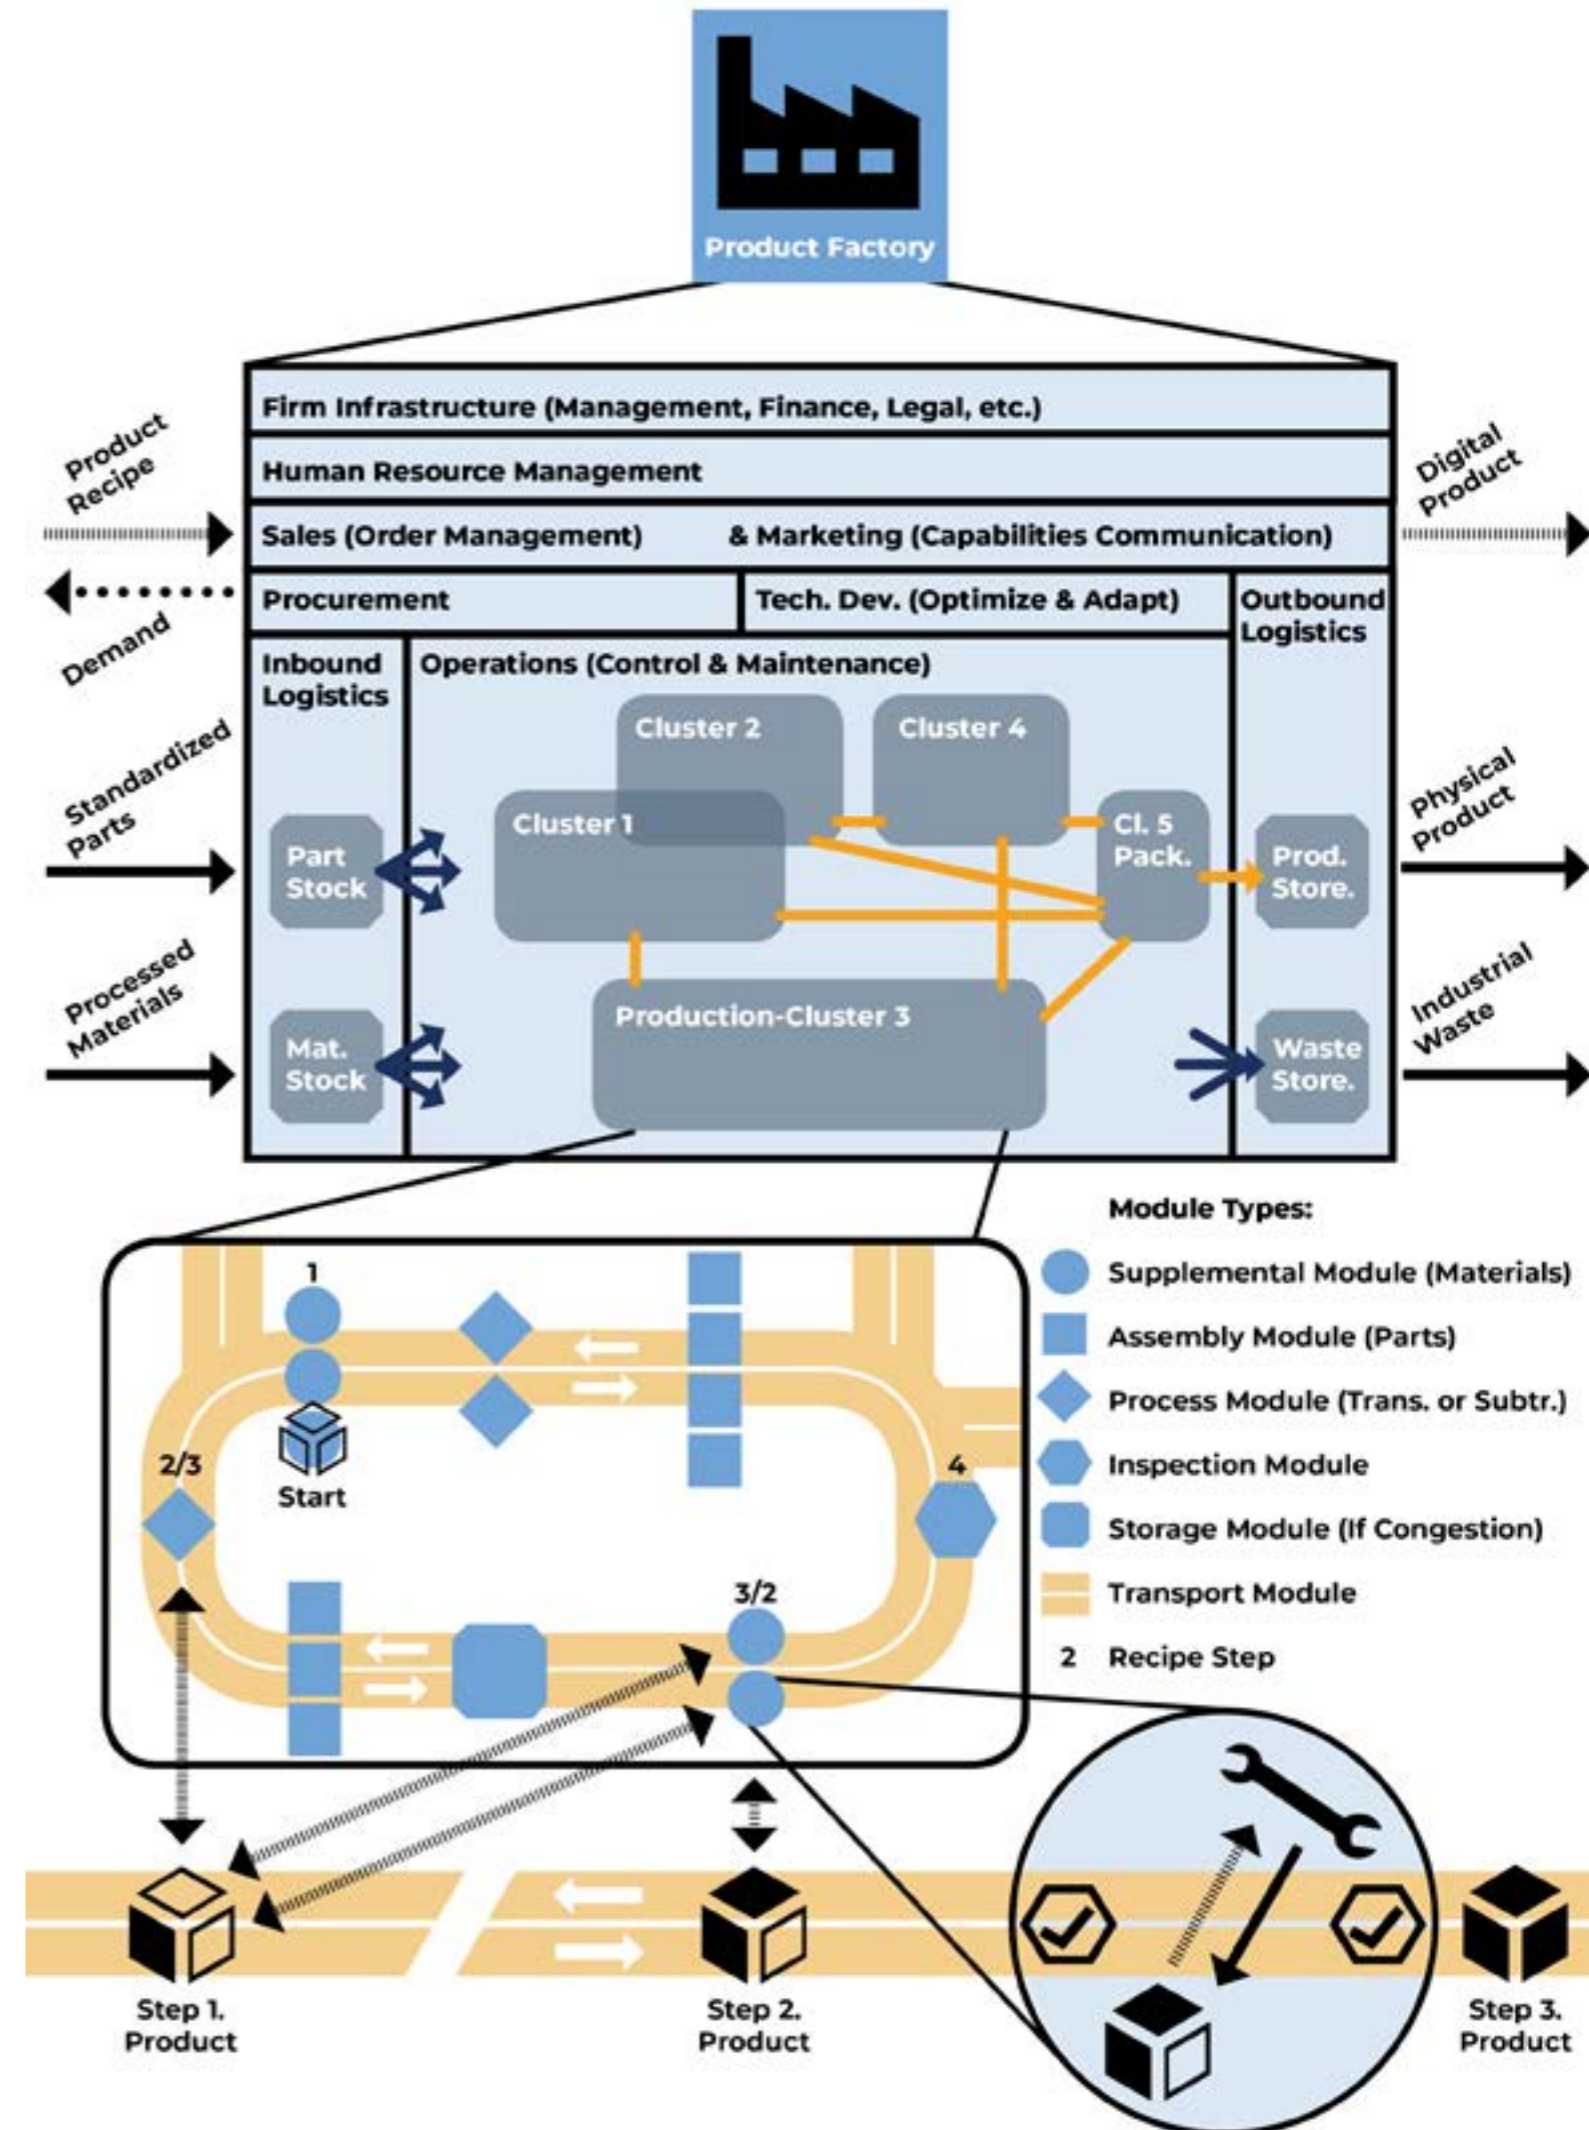 Product Factory
Firm Infrastructure (Management, Finance, Legal, etc.)
Human Resource Management
Sales (Order Management) & Marketing (Capabilities Communication)
Procurement
Tech. Dev. (Optimize & Adapt)
Outbound
Logistics
Inbound
Logistics
Operations (Control & Maintenance)
Product
Recipe
Demand
Standardized
Parts
Processed
Materials
Digital
Product
Physical
Product
Industrial
Waste
Part
Stock
Mat.
Stock
Cluster 2
Cluster 4
Cluster 1
Cl. 5
Pack.
Production-Cluster 3
Prod.
Store.
Waste
Store.
1
Start
2/3
4
3/2
Module Types:
Supplemental Module (Materials)
Assembly Module (Parts)
Process Module (Trans. or Subtr.)
Inspection Module
Storage Module (If Congestion)
Transport Module
2 Recipe Step
Step 1.
Product
Step 2.
Product
Step 3.
Product